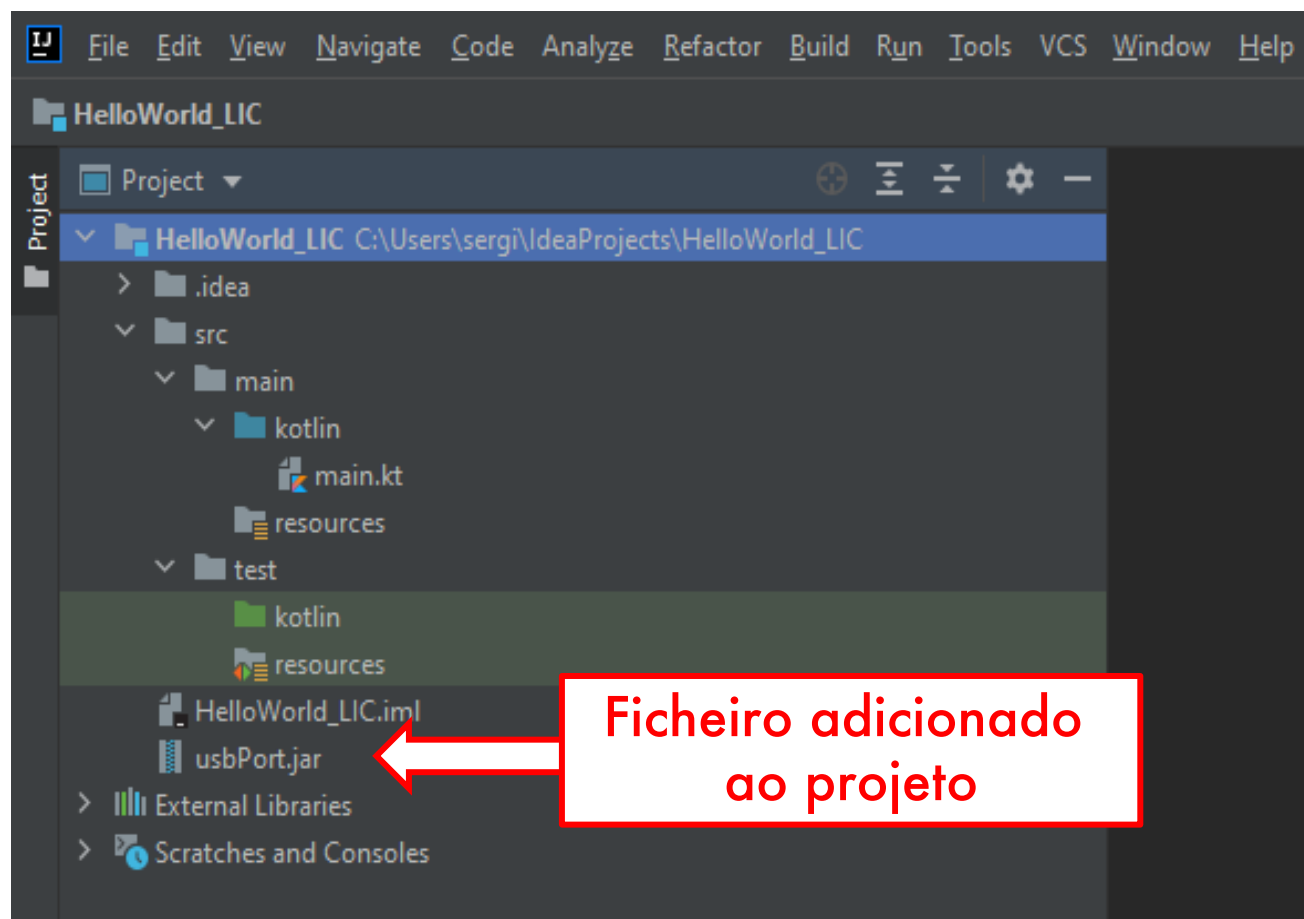 IJ
File Edit View Navigate Code Analyze Refactor Build Run Tools VCS Window Help
HelloWorld_LIC
Project
Project
HelloWorld_LIC C:\Users\sergi\IdeaProjects\HelloWorld_LIC
.idea
src
main
kotlin
main.kt
resources
test
kotlin
resources
HelloWorld_LIC.iml
usbPort.jar
Ficheiro adicionado
ao projeto
External Libraries
Scratches and Consoles